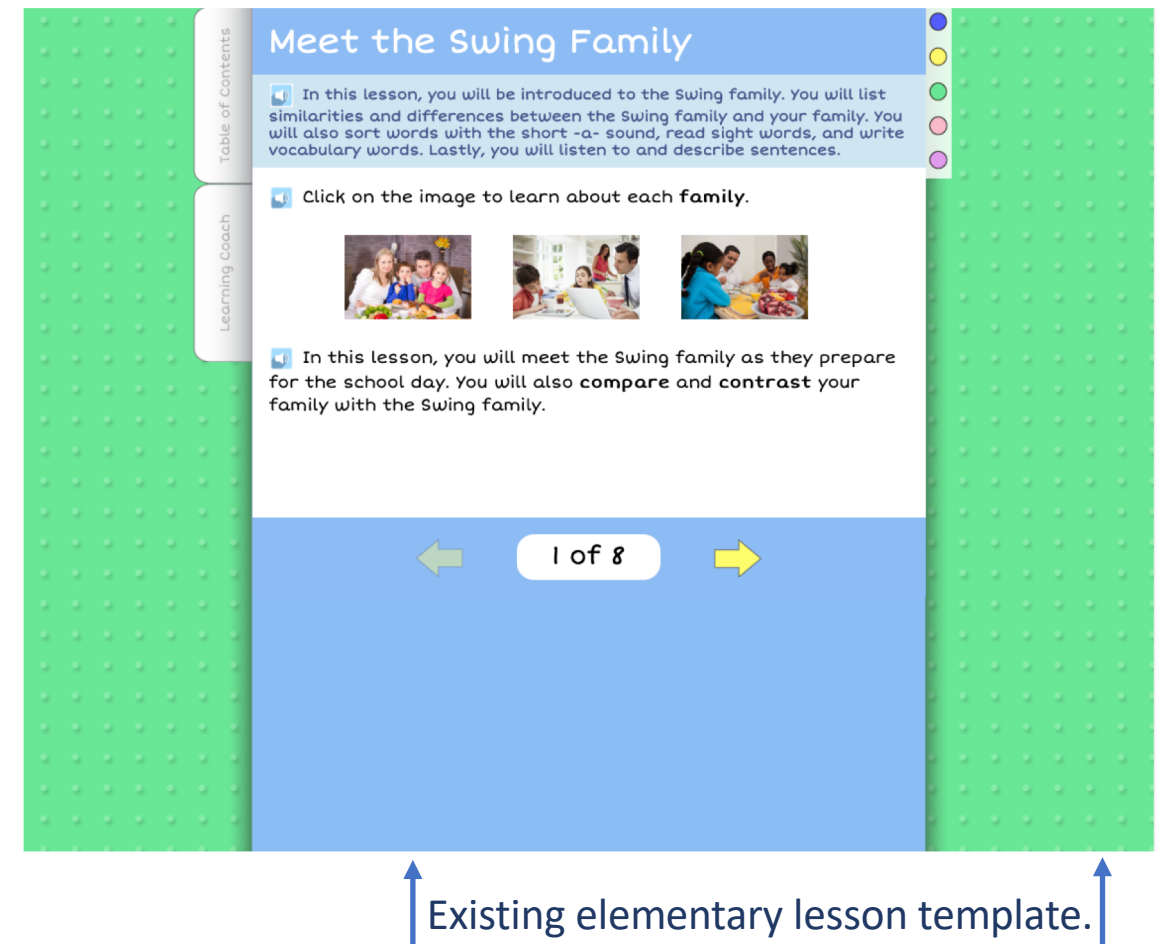 Table of Contents
Learning Coach
Meet the Swing Family
In this lesson, you will be introduced to the Swing family. You will list
similarities and differences between the Swing family and your family. You
will also sort words with the short -a- sound, read sight words, and write
vocabulary words. Lastly, you will listen to and describe sentences.
Click on the image to learn about each family.
In this lesson, you will meet the Swing family as they prepare
for the school day. You will also compare and contrast your
family with the Swing family.
1 of 8
Existing elementary lesson template.